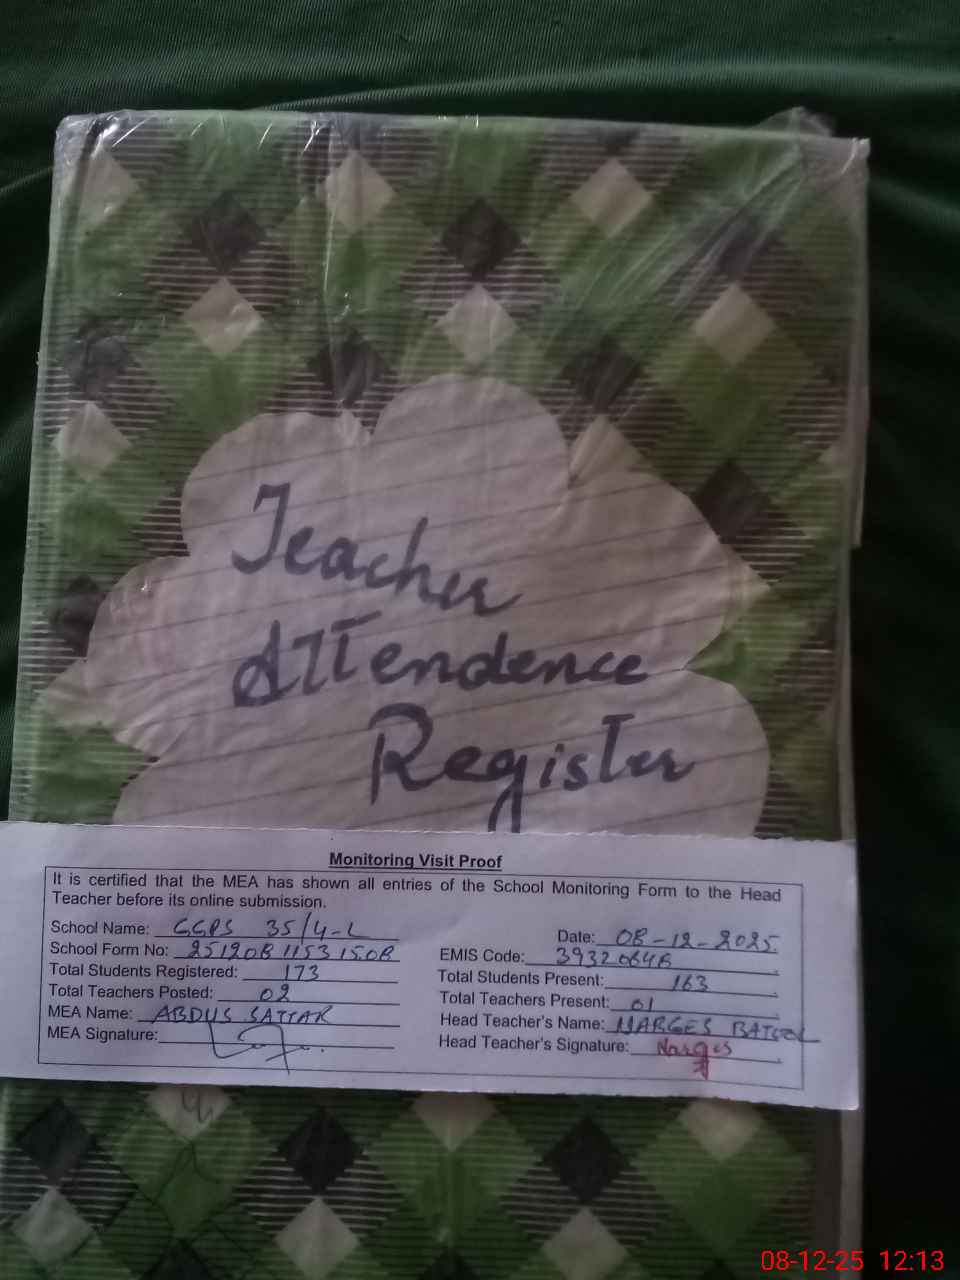 Teacher
Attendence
Register
Monitoring Visit Proof
It is certified that the MEA has shown all entries of the School Monitoring Form to the Head
Teacher before its online submission.
School Name: GGPS 35/4-L
Date: 08-12-2025
School Form No: 25120811531508
EMIS Code: 39320648
Total Students Registered: 173
Total Students Present: 163
Total Teachers Posted: 02
Total Teachers Present: 01
MEA Name: ABDUS SATTAR
Head Teacher's Name: NARGES BATOOL
MEA Signature:
Head Teacher's Signature: Narges
08-12-25 12:13